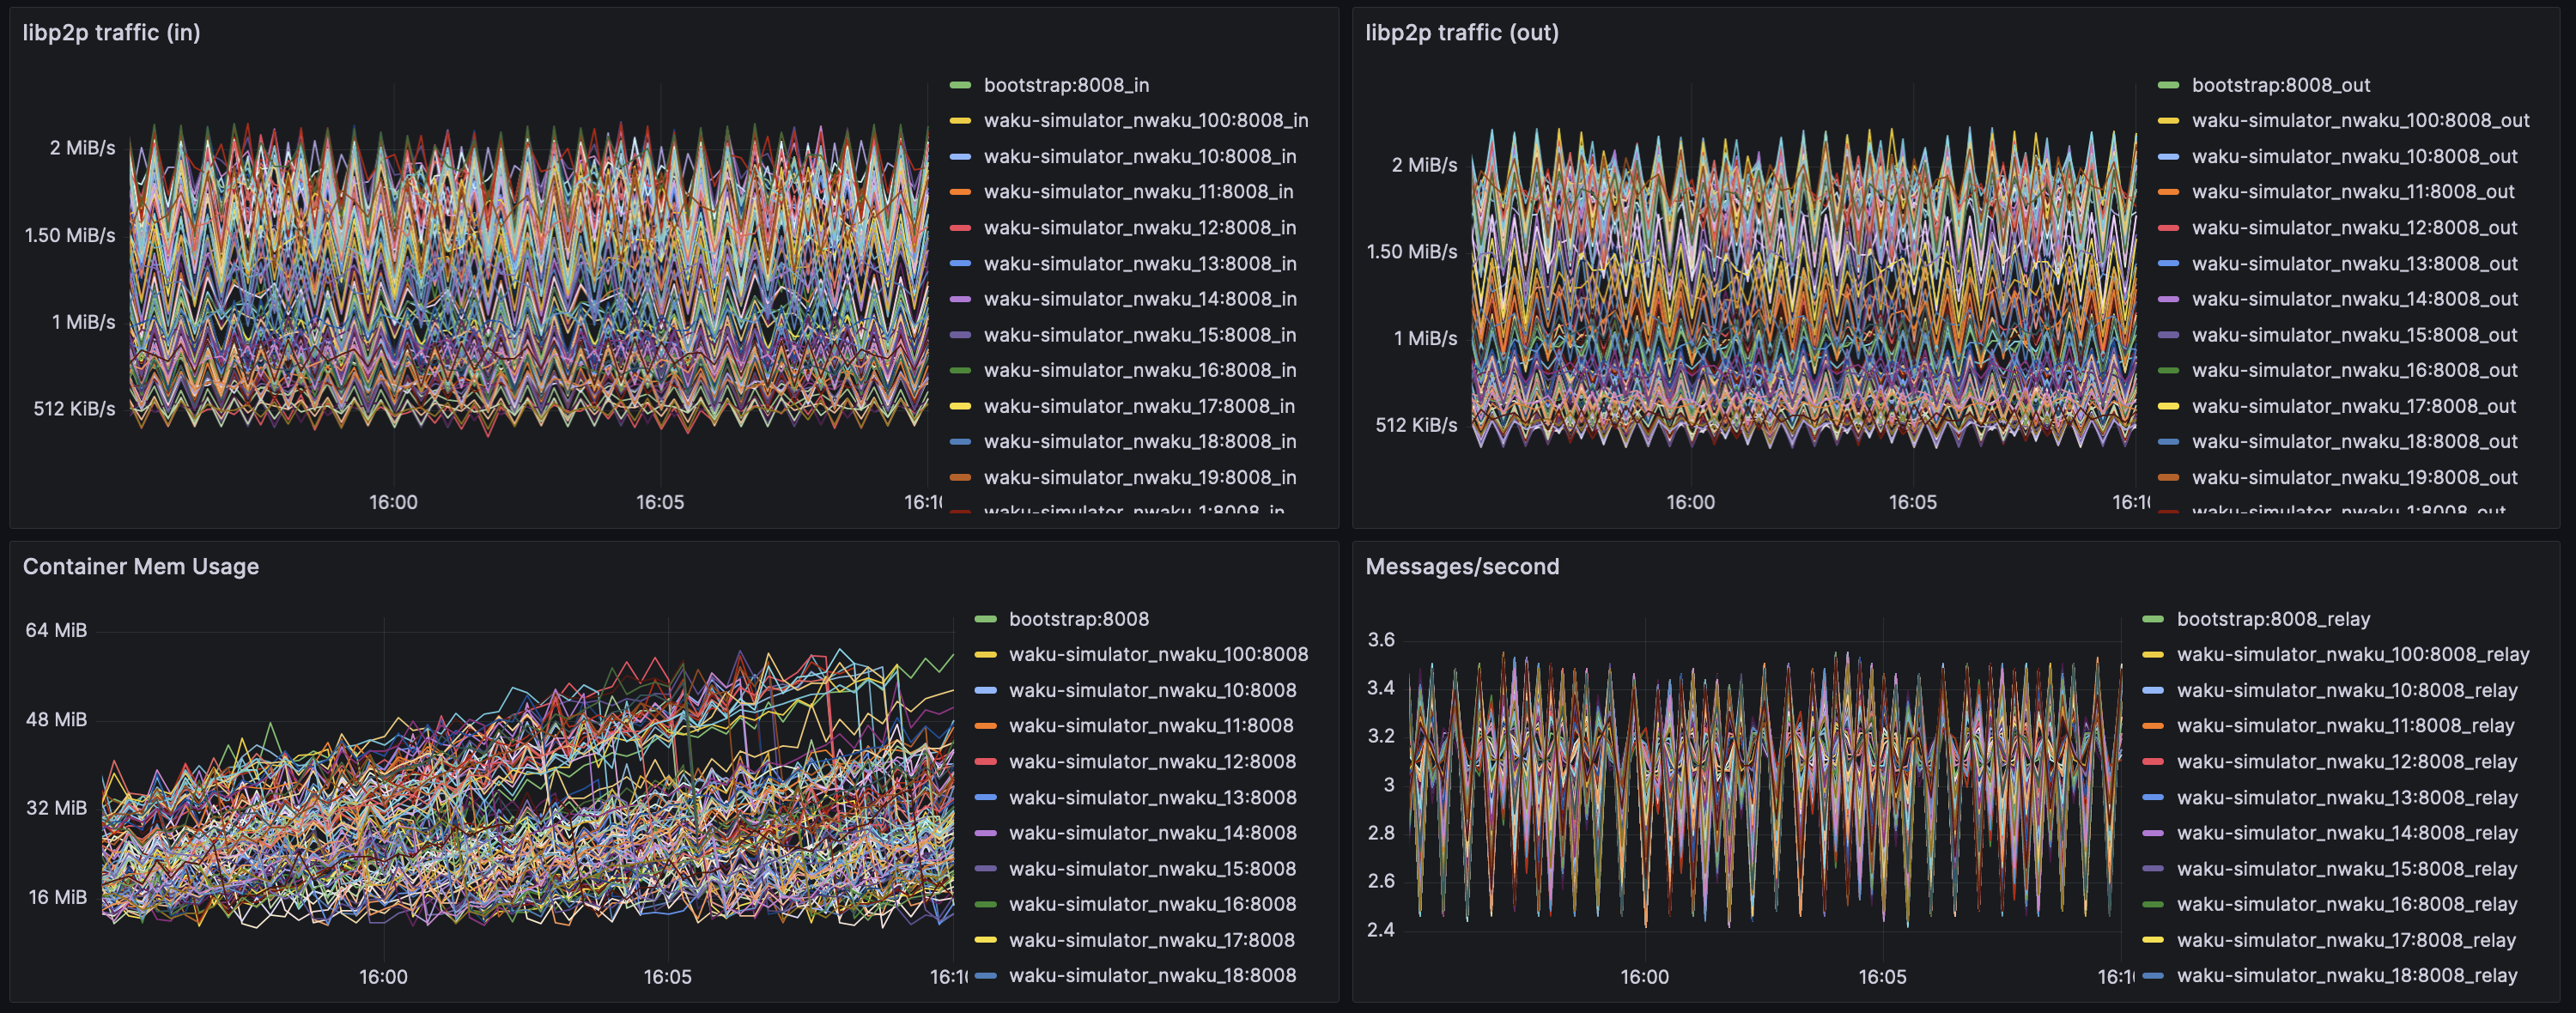 libp2p traffic (in)
2 MiB/s
1.50 MiB/s
1 MiB/s
512 KiB/s
16:00
16:05
16:10
bootstrap:8008_in
waku-simulator_nwaku_100:8008_in
waku-simulator_nwaku_10:8008_in
waku-simulator_nwaku_11:8008_in
waku-simulator_nwaku_12:8008_in
waku-simulator_nwaku_13:8008_in
waku-simulator_nwaku_14:8008_in
waku-simulator_nwaku_15:8008_in
waku-simulator_nwaku_16:8008_in
waku-simulator_nwaku_17:8008_in
waku-simulator_nwaku_18:8008_in
waku-simulator_nwaku_19:8008_in
waku-simulator_nwaku_1:8008_in
libp2p traffic (out)
2 MiB/s
1.50 MiB/s
1 MiB/s
512 KiB/s
16:00
16:05
16:10
bootstrap:8008_out
waku-simulator_nwaku_100:8008_out
waku-simulator_nwaku_10:8008_out
waku-simulator_nwaku_11:8008_out
waku-simulator_nwaku_12:8008_out
waku-simulator_nwaku_13:8008_out
waku-simulator_nwaku_14:8008_out
waku-simulator_nwaku_15:8008_out
waku-simulator_nwaku_16:8008_out
waku-simulator_nwaku_17:8008_out
waku-simulator_nwaku_18:8008_out
waku-simulator_nwaku_19:8008_out
waku-simulator_nwaku_1:8008_out
Container Mem Usage
64 MiB
48 MiB
32 MiB
16 MiB
16:00
16:05
16:10
bootstrap:8008
waku-simulator_nwaku_100:8008
waku-simulator_nwaku_10:8008
waku-simulator_nwaku_11:8008
waku-simulator_nwaku_12:8008
waku-simulator_nwaku_13:8008
waku-simulator_nwaku_14:8008
waku-simulator_nwaku_15:8008
waku-simulator_nwaku_16:8008
waku-simulator_nwaku_17:8008
waku-simulator_nwaku_18:8008
Messages/second
3.6
3.4
3.2
3
2.8
2.6
2.4
16:00
16:05
16:10
bootstrap:8008_relay
waku-simulator_nwaku_100:8008_relay
waku-simulator_nwaku_10:8008_relay
waku-simulator_nwaku_11:8008_relay
waku-simulator_nwaku_12:8008_relay
waku-simulator_nwaku_13:8008_relay
waku-simulator_nwaku_14:8008_relay
waku-simulator_nwaku_15:8008_relay
waku-simulator_nwaku_16:8008_relay
waku-simulator_nwaku_17:8008_relay
waku-simulator_nwaku_18:8008_relay